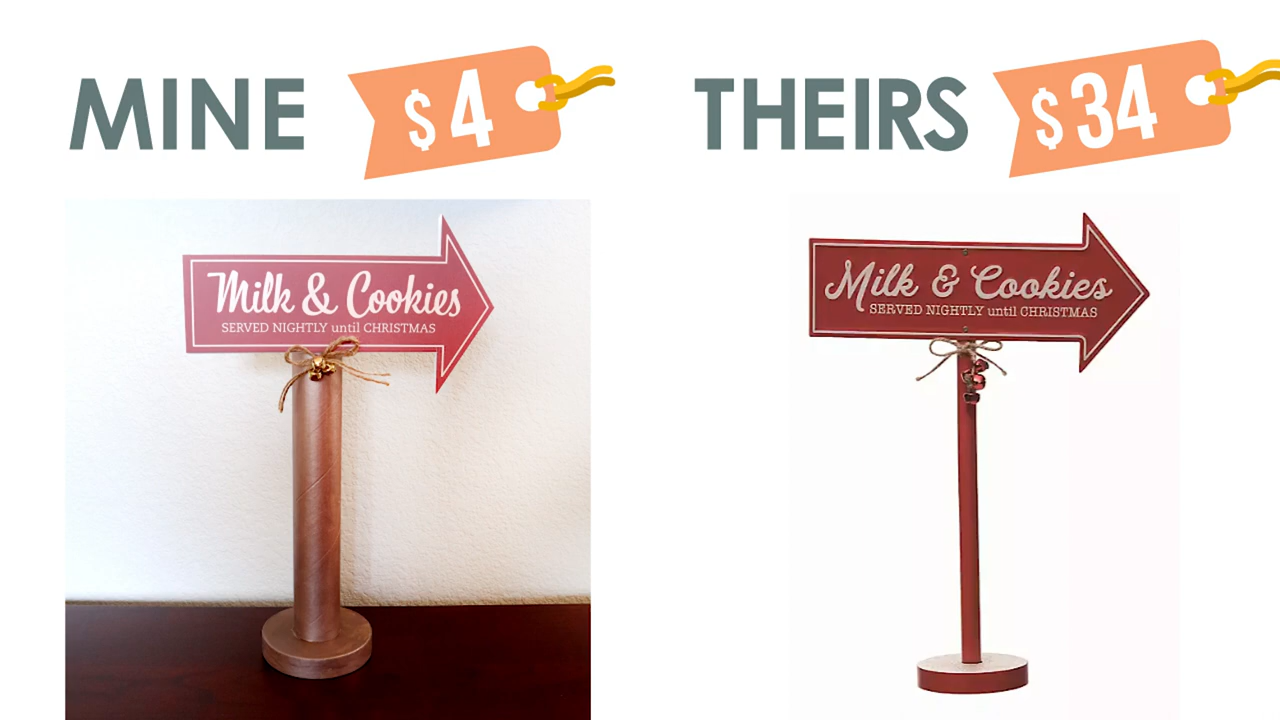 MINE
$4
THEIRS
$34
Milk & Cookies
SERVED NIGHTLY until CHRISTMAS
Milk & Cookies
SERVED NIGHTLY until CHRISTMAS